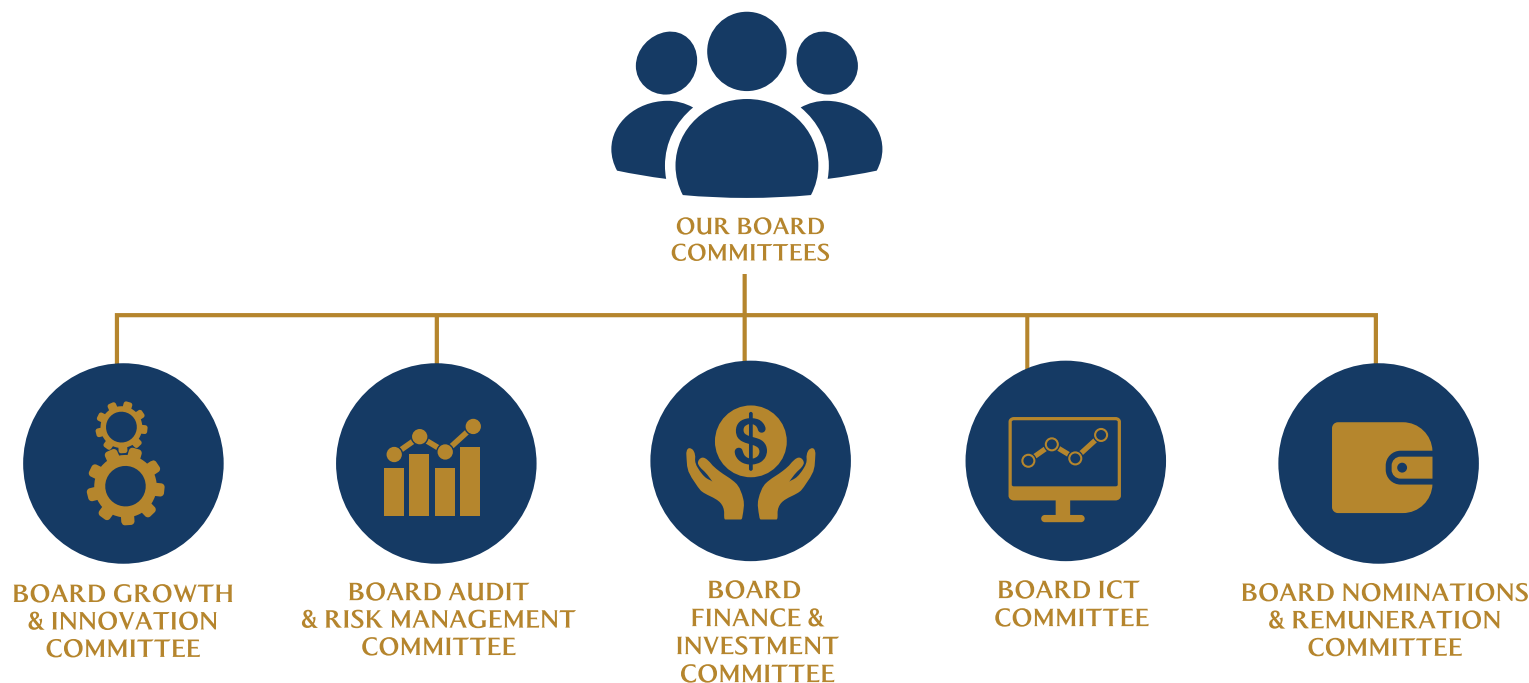 OUR BOARD
COMMITTEES
BOARD GROWTH
& INNOVATION
COMMITTEE
BOARD AUDIT
& RISK MANAGEMENT
COMMITTEE
BOARD
FINANCE &
INVESTMENT
COMMITTEE
BOARD ICT
COMMITTEE
BOARD NOMINATIONS
& REMUNERATION
COMMITTEE